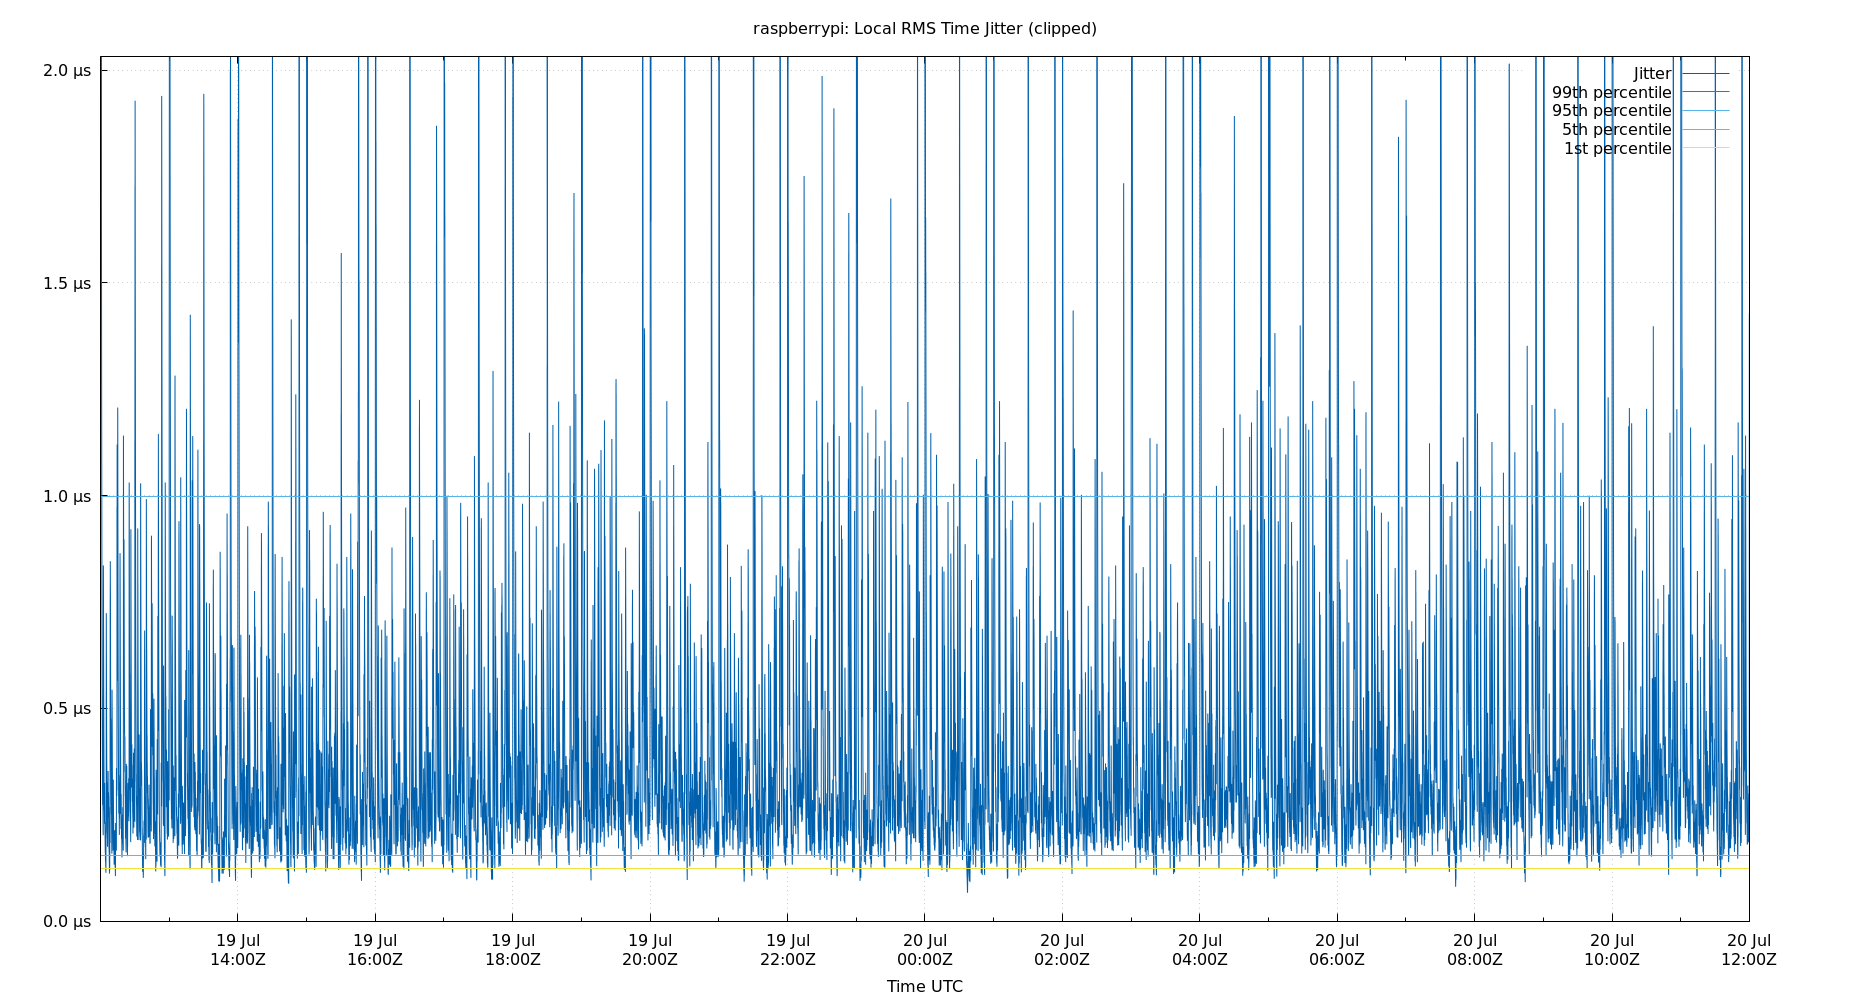 raspberrypi: Local RMS Time Jitter (clipped)
2.0 µs
1.5 µs
1.0 µs
0.5 µs
0.0 µs
Jitter
99th percentile
95th percentile
5th percentile
1st percentile
19 Jul 19 Jul 19 Jul 19 Jul 19 Jul 20 Jul 20 Jul 20 Jul 20 Jul 20 Jul 20 Jul 20 Jul
14:00Z 16:00Z 18:00Z 20:00Z 22:00Z 00:00Z 02:00Z 04:00Z 06:00Z 08:00Z 10:00Z 12:00Z
Time UTC